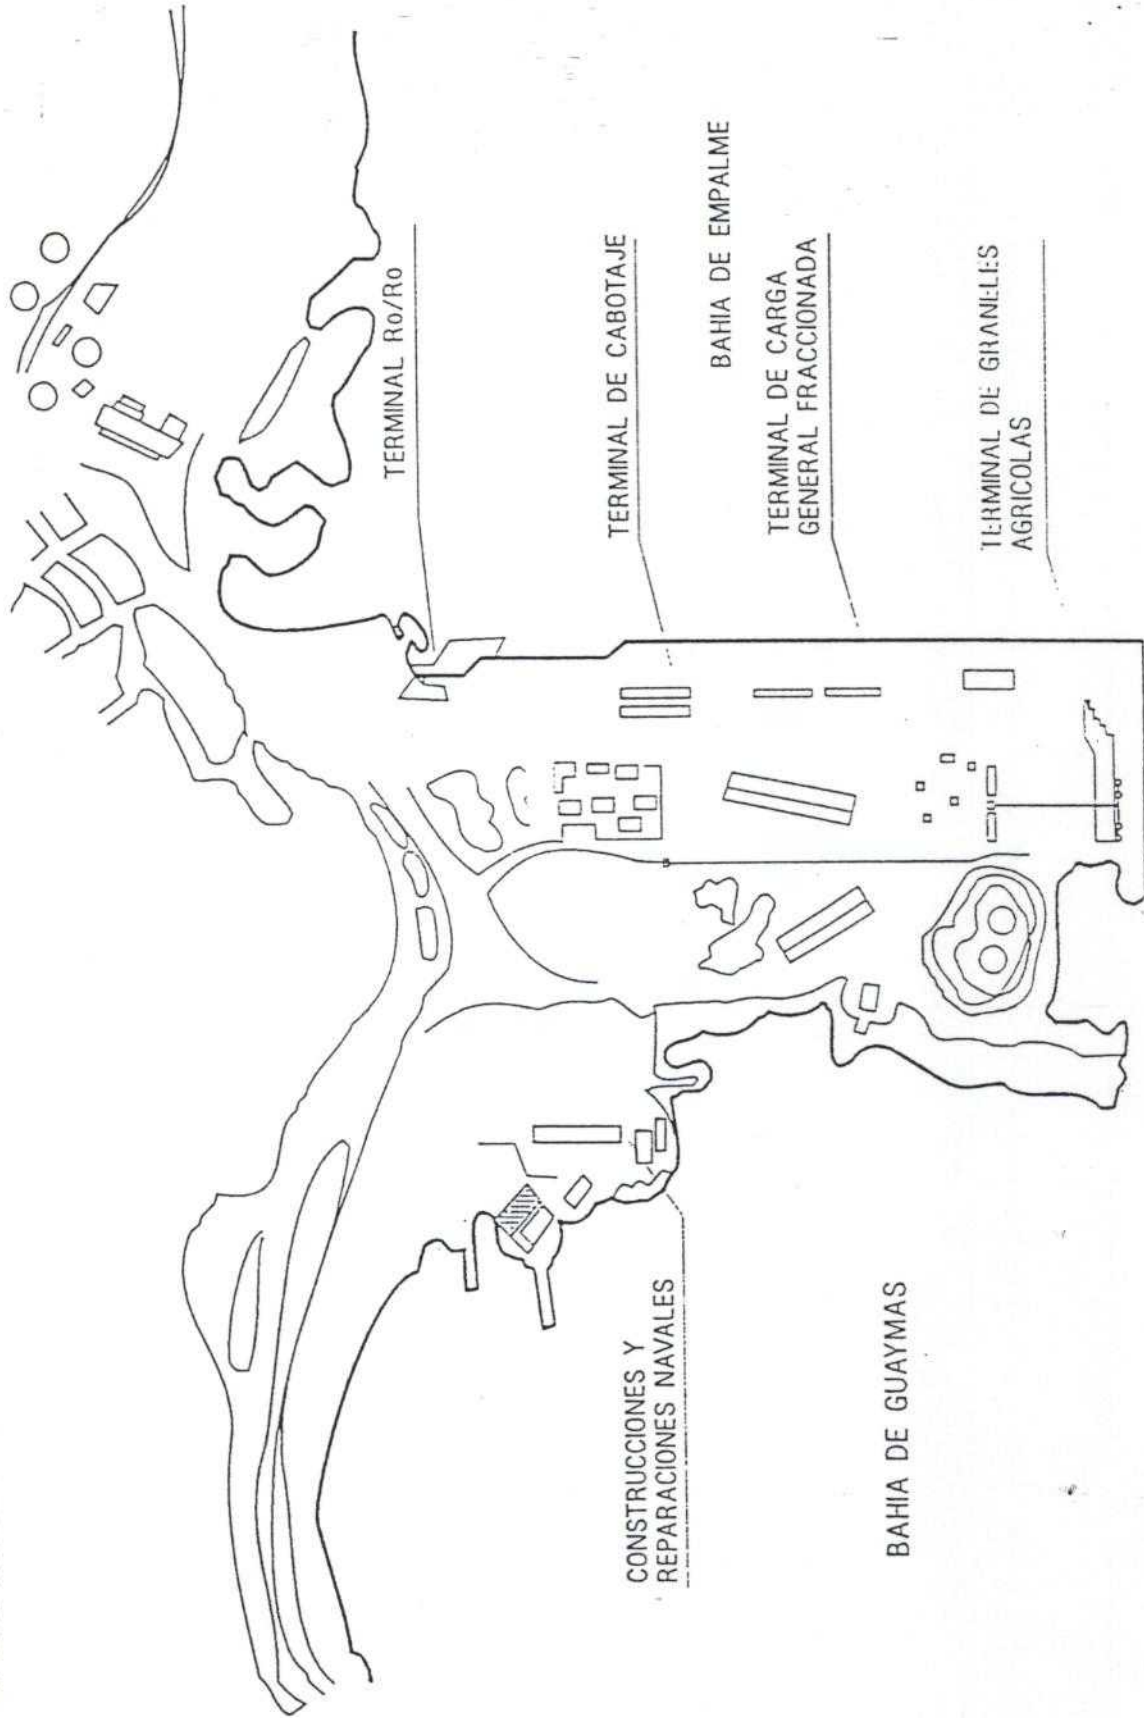 TERMINAL Ro/Ro
TERMINAL DE CABOTAJE
BAHIA DE EMPALME
TERMINAL DE CARGA
GENERAL FRACCIONADA
TERMINAL DE GRANELES
AGRICOLAS
CONSTRUCCIONES Y
REPARACIONES NAVALES
BAHIA DE GUAYMAS